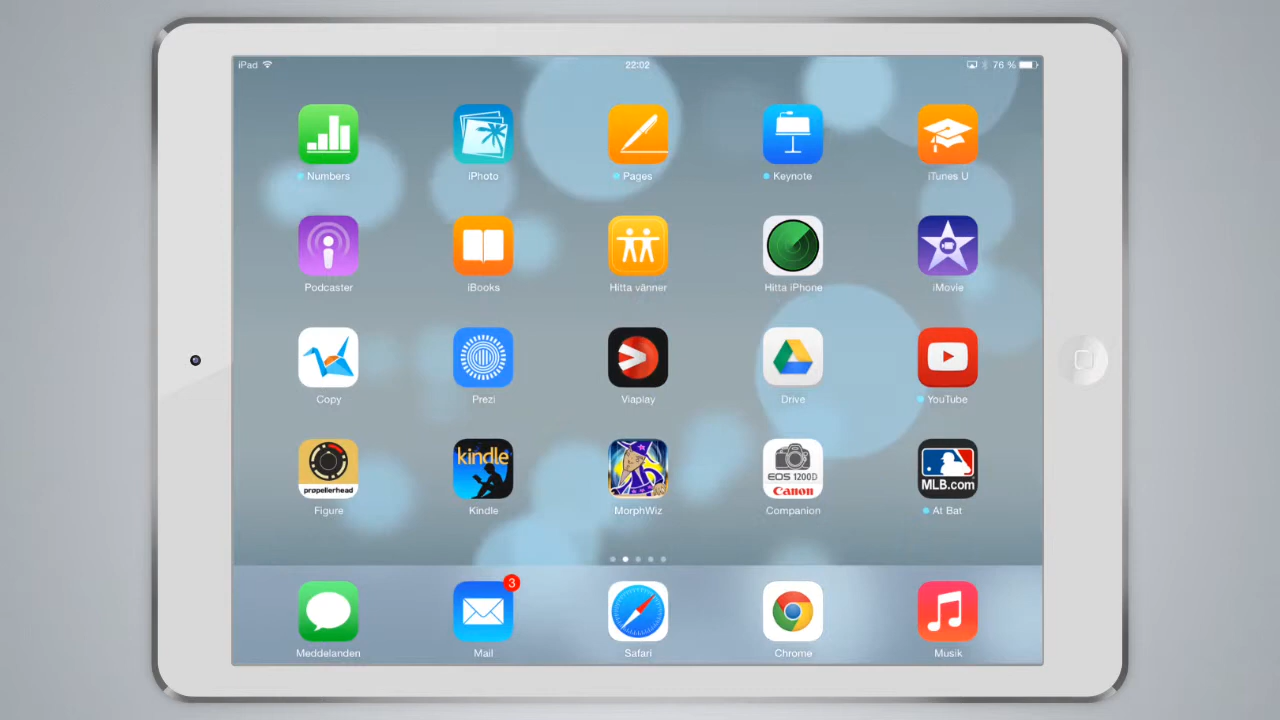 iPad 22:02 76 %
Numbers iPhoto Pages Keynote iTunes U
Podcaster iBooks Hitta vänner Hitta iPhone iMovie
Copy Prezi Viaplay Drive YouTube
kindle EOS 1200D
propellerhead Canon MLB.com
Figure Kindle MorphWiz Companion At Bat
3
Meddelanden Mail Safari Chrome Musik